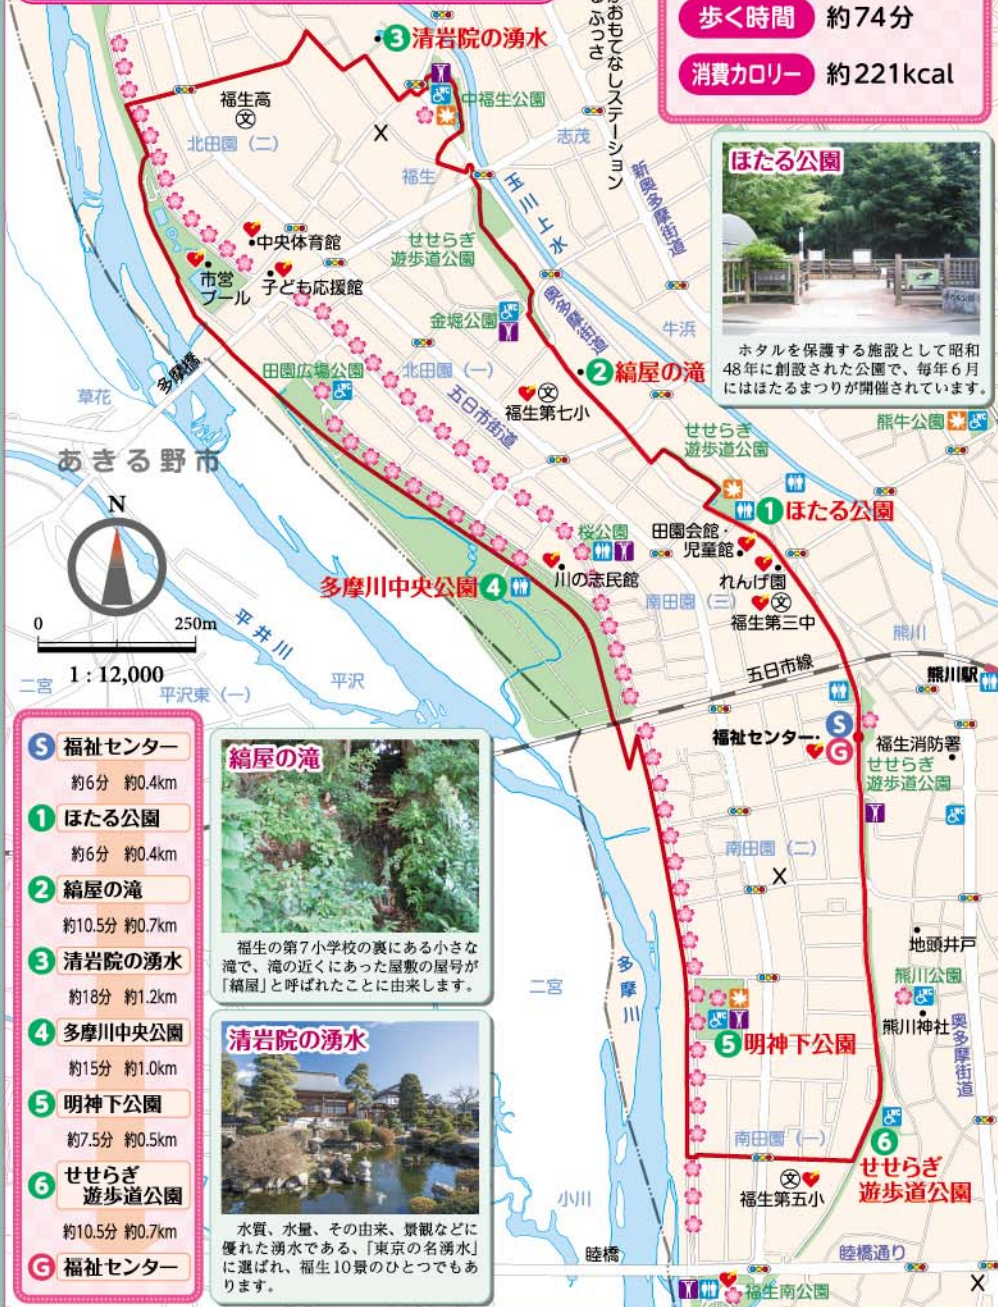 歩く時間 約74分
消費カロリー 約221kcal
おもてなしステーション
ふっさ
3 清岩院の湧水
中福生公園
福生高
文
北田園（二）
志茂
福生
玉川上水
新奥多摩街道
せせらぎ
遊歩道公園
中央体育館
市営
プール
子ども応援館
金堀公園
奥多摩街道
牛浜
田園広場公園
北田園（一）
2 縞屋の滝
文
福生第七小
五日市街道
多摩橋
草花
あきる野市
せせらぎ
遊歩道公園
熊牛公園
1 ほたる公園
田園会館・
児童館
れんげ園
文
福生第三中
桜公園
川の志民館
南田園（三）
多摩川中央公園 4
熊川
五日市線
熊川駅
N
0 250m
1：12,000
平井川
二宮
平沢東（一）
平沢
福祉センター
S
G
福生消防署
せせらぎ
遊歩道公園
南田園（二）
地頭井戸
熊川公園
熊川神社
奥多摩街道
多摩川
二宮
5 明神下公園
南田園（一）
6
せせらぎ
遊歩道公園
文
福生第五小
小川
睦橋
睦橋通り
福生南公園
X
X
X
ほたる公園
ホタルを保護する施設として昭和
48年に創設された公園で、毎年6月
にはほたるまつりが開催されています。
S 福祉センター
約6分 約0.4km
1 ほたる公園
約6分 約0.4km
2 縞屋の滝
約10.5分 約0.7km
3 清岩院の湧水
約18分 約1.2km
4 多摩川中央公園
約15分 約1.0km
5 明神下公園
約7.5分 約0.5km
6 せせらぎ
遊歩道公園
約10.5分 約0.7km
G 福祉センター
縞屋の滝
福生の第7小学校の裏にある小さな
滝で、滝の近くにあった屋敷の屋号が
「縞屋」と呼ばれたことに由来します。
清岩院の湧水
水質、水量、その由来、景観などに
優れた湧水である、「東京の名湧水」
に選ばれ、福生10景のひとつでもあ
ります。